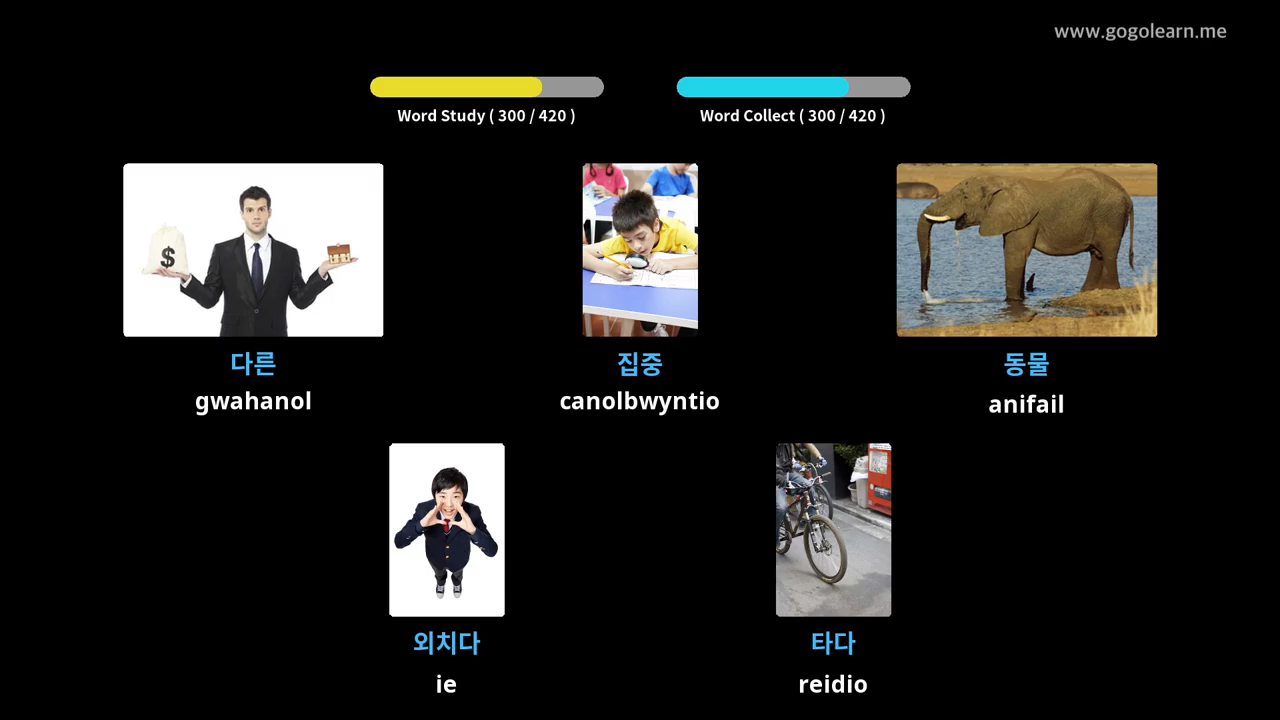 www.gogolearn.me
Word Study ( 300 / 420 )
Word Collect ( 300 / 420 )
$
다른
gwahanol
집중
canolbwyntio
동물
anifail
외치다
ie
타다
reidio